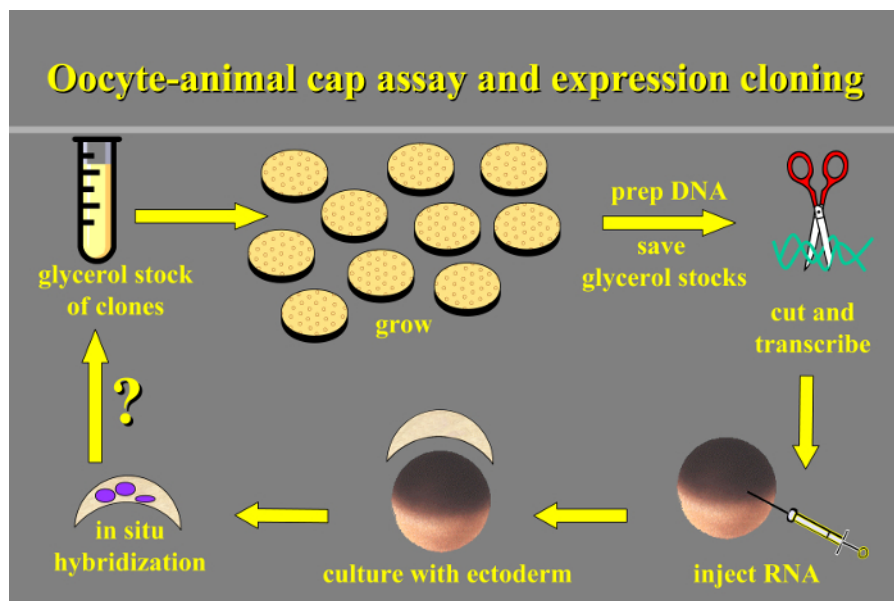 Oocyte-animal cap assay and expression cloning
glycerol stock
of clones
grow
prep DNA
save
glycerol stocks
cut and
transcribe
?
in situ
hybridization
culture with ectoderm
inject RNA